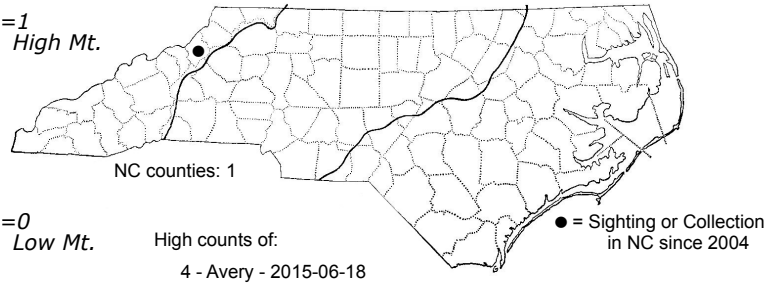 =1
High Mt.
NC counties: 1
=0
Low Mt.
High counts of:
4 - Avery - 2015-06-18
● = Sighting or Collection
in NC since 2004